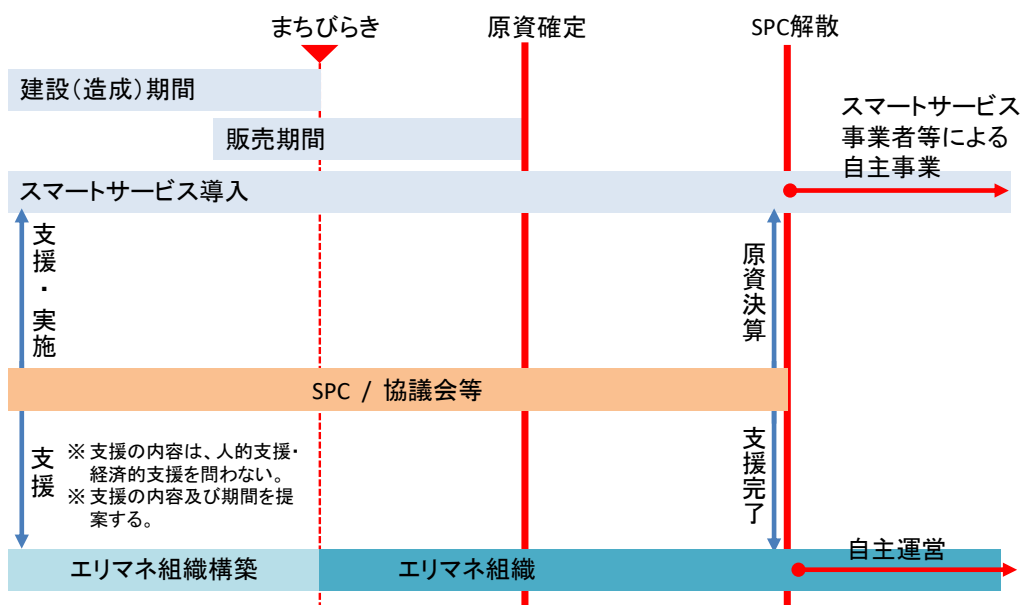 まちびらき
原資確定
SPC解散
建設(造成)期間
販売期間
スマートサービス
事業者等による
自主事業
スマートサービス導入
支援・実施
原資決算
SPC / 協議会等
支援
※ 支援の内容は、人的支援・
経済的支援を問わない。
※ 支援の内容及び期間を提
案する。
支援完了
エリマネ組織構築
エリマネ組織
自主運営